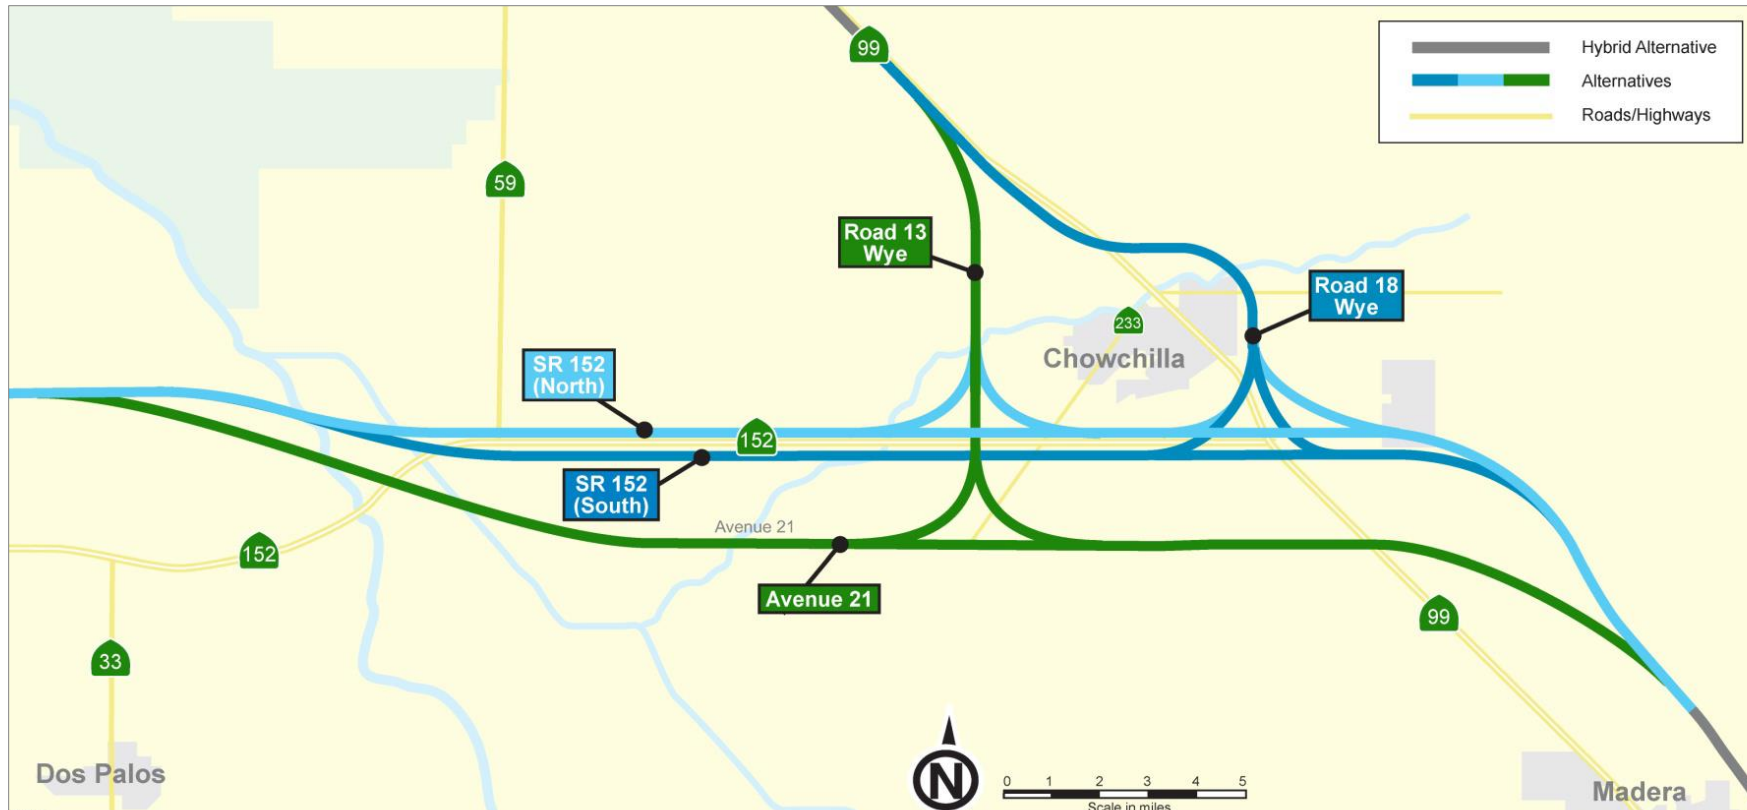 99
Hybrid Alternative
Alternatives
Roads/Highways
59
Road 13
Wye
Road 18
Wye
233
Chowchilla
SR 152
(North)
152
SR 152
(South)
Avenue 21
152
Avenue 21
99
33
Dos Palos
N
0 1 2 3 4 5
Scale in miles
Madera